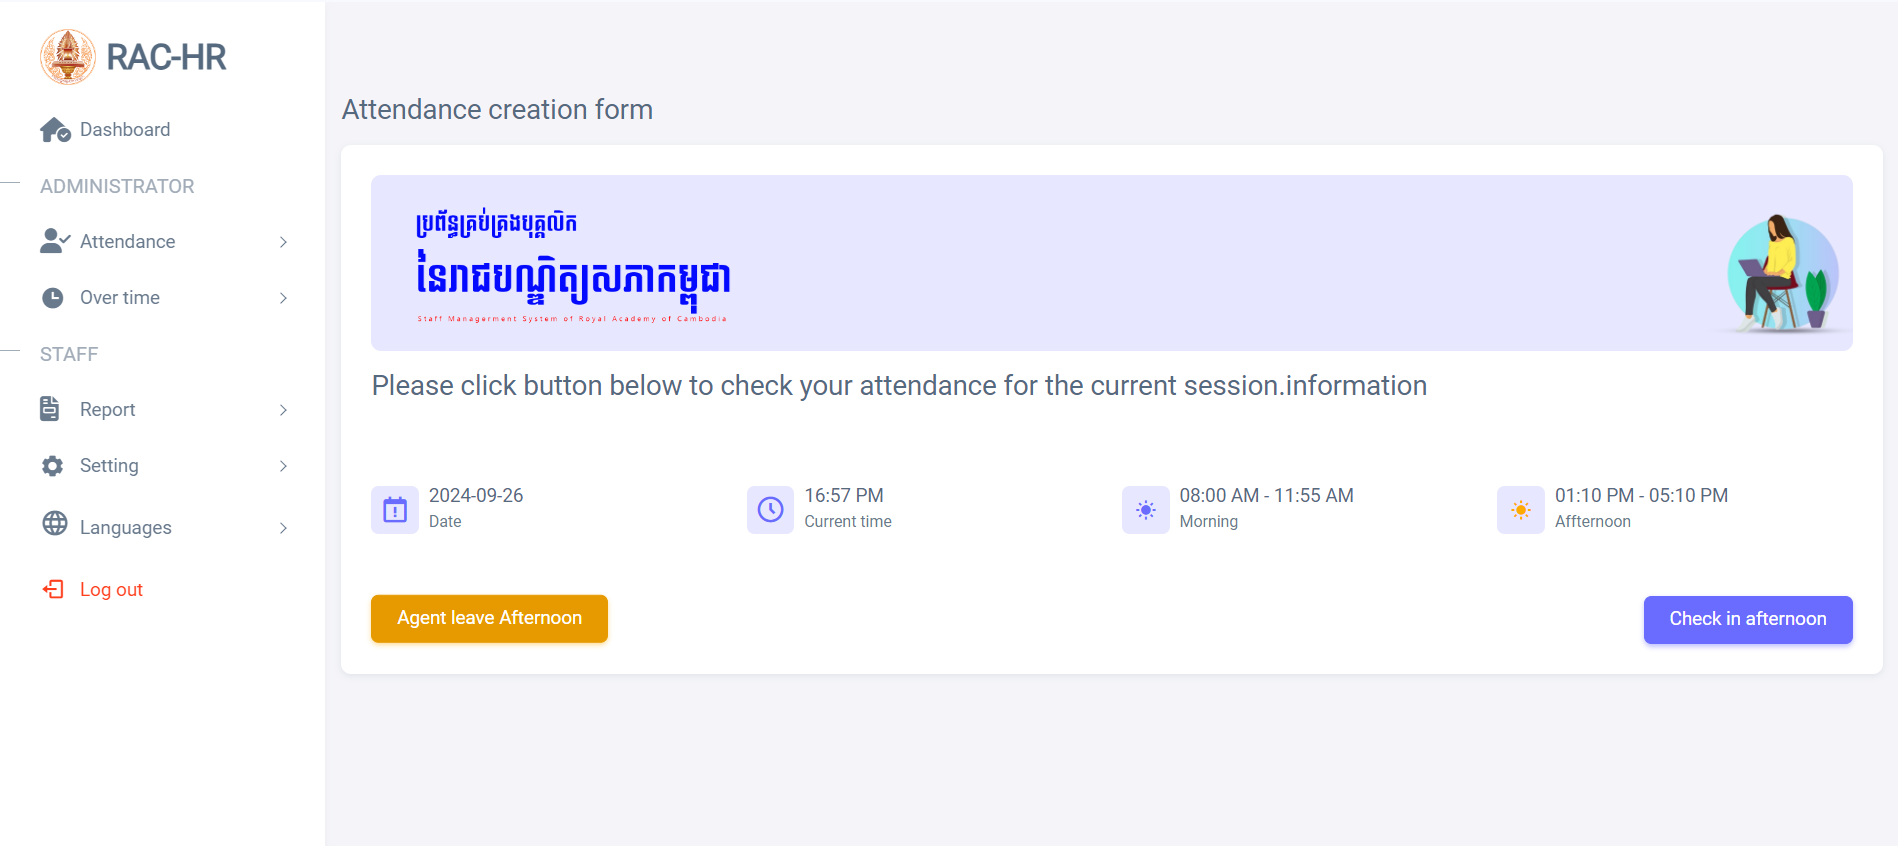 RAC-HR
Dashboard
ADMINISTRATOR
Attendance
Over time
STAFF
Report
Setting
Languages
Log out
Attendance creation form
ប្រព័ន្ធគ្រប់គ្រងបុគ្គលិក
នៃរាជបណ្ឌិត្យសភាកម្ពុជា
Staff Managerment System of Royal Academy of Cambodia
Please click button below to check your attendance for the current session.information
2024-09-26
Date
16:57 PM
Current time
08:00 AM - 11:55 AM
Morning
01:10 PM - 05:10 PM
Affternoon
Agent leave Afternoon
Check in afternoon